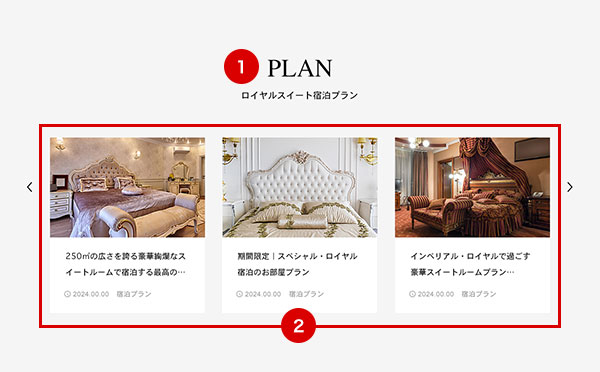 1 PLAN
ロイヤルスイート宿泊プラン
250㎡の広さを誇る豪華絢爛なス
イートルームで宿泊する最高の…
2024.00.00 宿泊プラン
期間限定｜スペシャル・ロイヤル
宿泊のお部屋プラン
2024.00.00 宿泊プラン
インペリアル・ロイヤルで過ごす
豪華スイートルームプラン…
2024.00.00 宿泊プラン
2